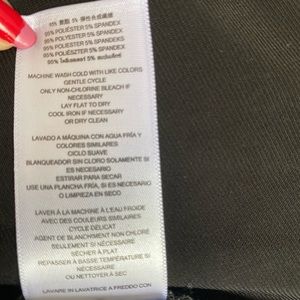 95% POLIÉSTER 5% SPANDEX
95% POLYESTER 5% SPANDEX
95% POLIESTER 5% SPANDEX
MACHINE WASH COLD WITH LIKE COLORS
GENTLE CYCLE
ONLY NON-CHLORINE BLEACH IF
NECESSARY
LAY FLAT TO DRY
COOL IRON IF NECESSARY
OR DRY CLEAN
LAVADO A MÁQUINA CON AGUA FRÍA Y
COLORES SIMILARES
CICLO SUAVE
BLANQUEADOR SIN CLORO SOLAMENTE SI
ES NECESARIO
ESTIRAR PARA SECAR
USE UNA PLANCHA FRÍA, SI ES NECESARIO
O LIMPIEZA EN SECO
LAVER À LA MACHINE À L'EAU FROIDE
AVEC DES COULEURS SIMILAIRES
CYCLE DÉLICAT
AGENT DE BLANCHIMENT NON CHLORÉ
SEULEMENT SI NÉCESSAIRE
SÉCHER À PLAT
REPASSER À BASSE TEMPÉRATURE SI
NÉCESSAIRE
OU NETTOYER À SEC
LAVARE IN LAVATRICE A FREDDO CON